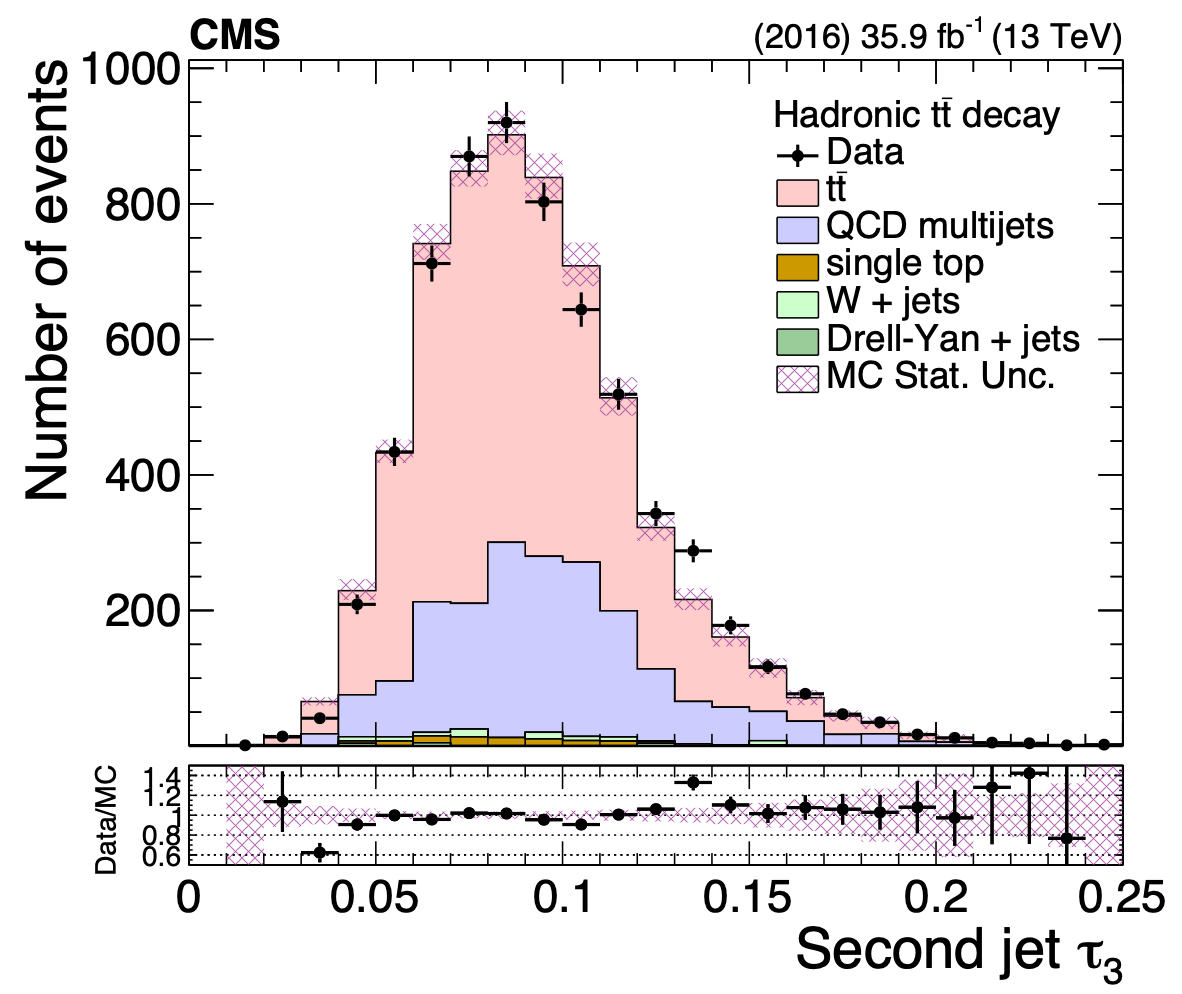 CMS (2016) 35.9 fb⁻¹ (13 TeV)
Number of events
1000
800
600
400
200
Hadronic tt̄ decay
Data
tt̄
QCD multijets
single top
W + jets
Drell-Yan + jets
MC Stat. Unc.
Data/MC
1.4
1.2
1
0.8
0.6
0 0.05 0.1 0.15 0.2 0.25
Second jet τ₃